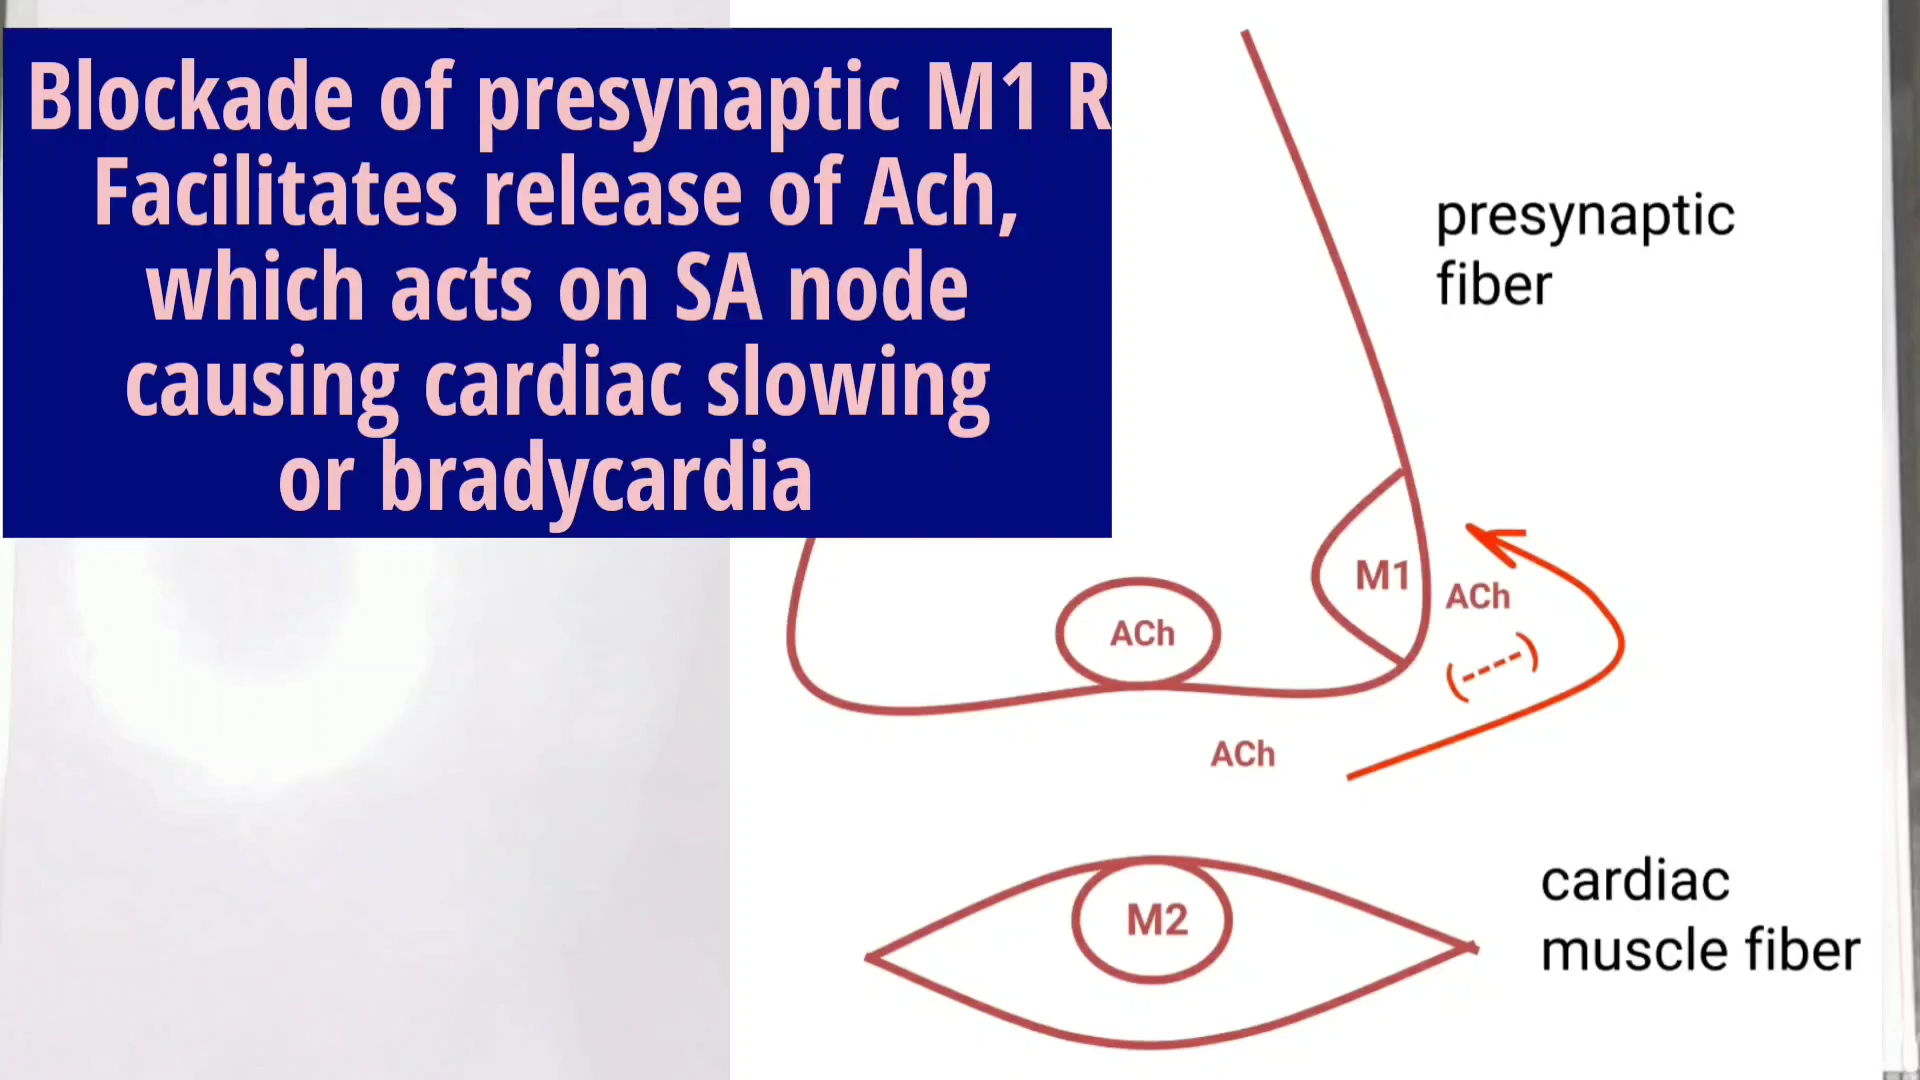 Blockade of presynaptic M1 R
Facilitates release of Ach,
which acts on SA node
causing cardiac slowing
or bradycardia
presynaptic
fiber
M1
ACh
ACh
(----)
ACh
M2
cardiac
muscle fiber